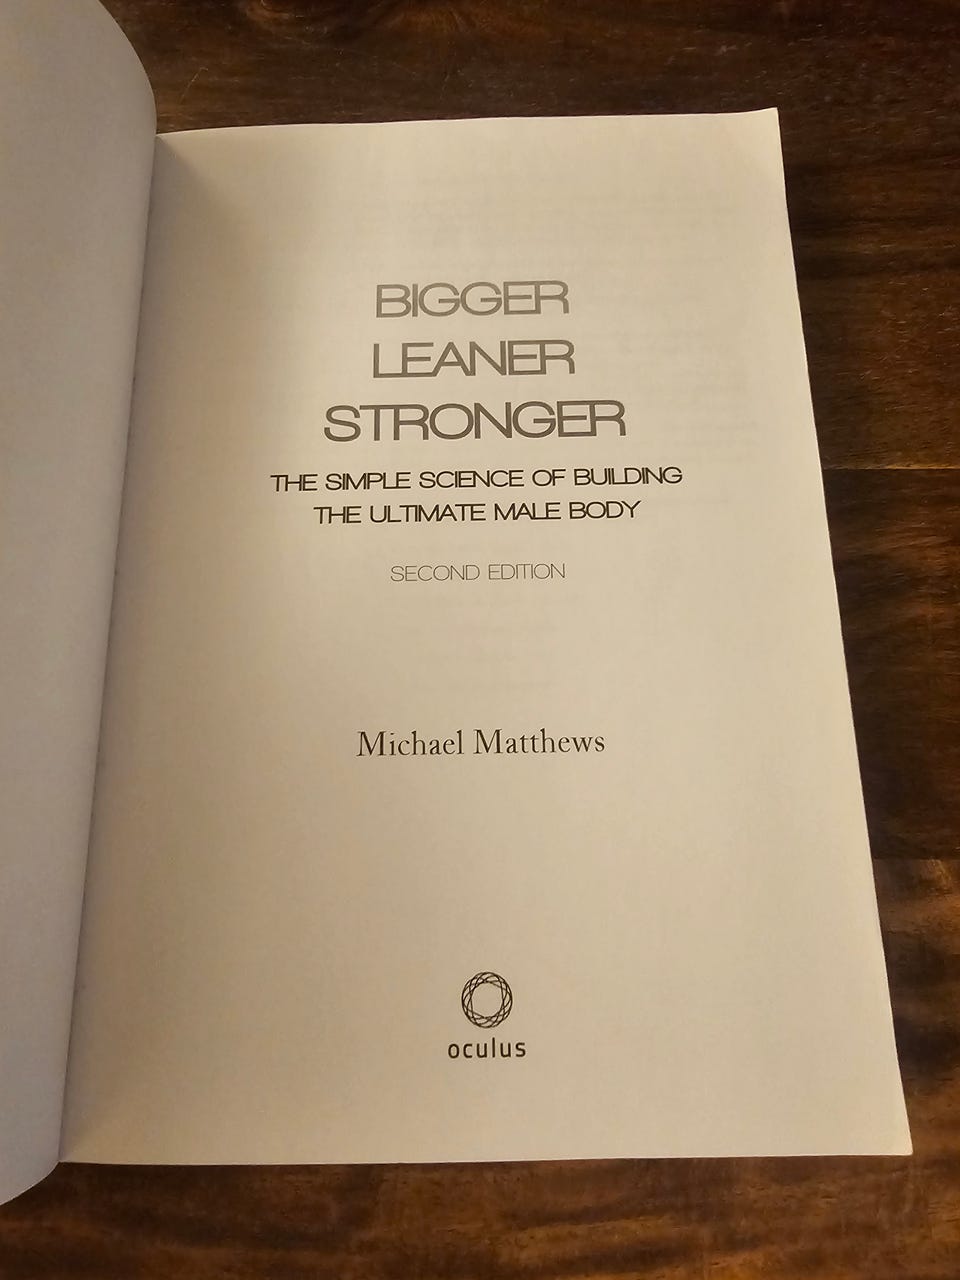 BIGGER
LEANER
STRONGER
THE SIMPLE SCIENCE OF BUILDING
THE ULTIMATE MALE BODY
SECOND EDITION
Michael Matthews
oculus